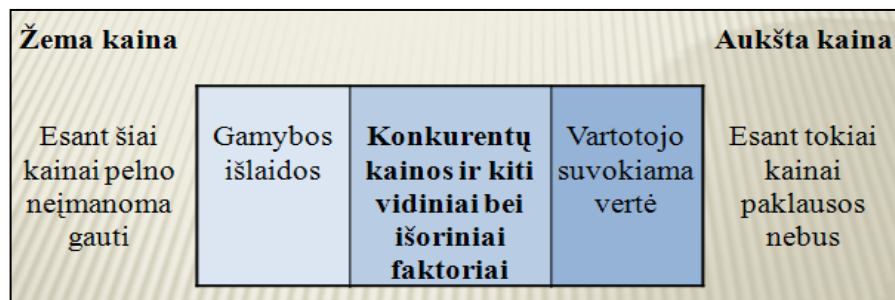 Žema kaina
Aukšta kaina
Esant šiai
kainai pelno
neįmanoma
gauti
Gamybos
išlaidos
Konkurentų
kainos ir kiti
vidiniai bei
išoriniai
faktoriai
Vartotojo
suvokiama
vertė
Esant tokiai
kainai
paklausos
nebus